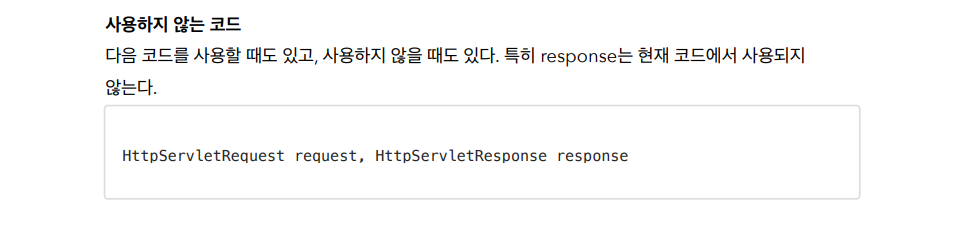 사용하지 않는 코드
다음 코드를 사용할 때도 있고, 사용하지 않을 때도 있다. 특히 response는 현재 코드에서 사용되지
않는다.
HttpServletRequest request, HttpServletResponse response